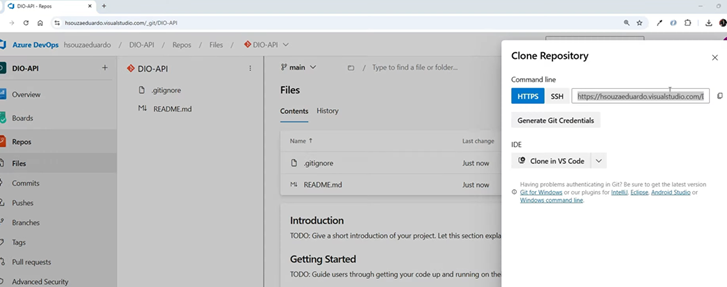 DIO-API - Repos
hsouzaeduardo.visualstudio.com/_git/DIO-API
Azure DevOps hsouzaeduardo / DIO-API / Repos / Files / DIO-API
DIO-API
Overview
Boards
Repos
Files
Commits
Pushes
Branches
Tags
Pull requests
Advanced Security
DIO-API
.gitignore
README.md
main / Type to find a file or folder...
Files
Contents History
Name Last change
.gitignore Just now
README.md Just now
Introduction
TODO: Give a short introduction of your project. Let this section expla
Getting Started
TODO: Guide users through getting your code up and running on the
Clone Repository
Command line
HTTPS SSH https://hsouzaeduardo.visualstudio.com/
Generate Git Credentials
IDE
Clone in VS Code
Having problems authenticating in Git? Be sure to get the latest version
Git for Windows or our plugins for IntelliJ, Eclipse, Android Studio or
Windows command line.